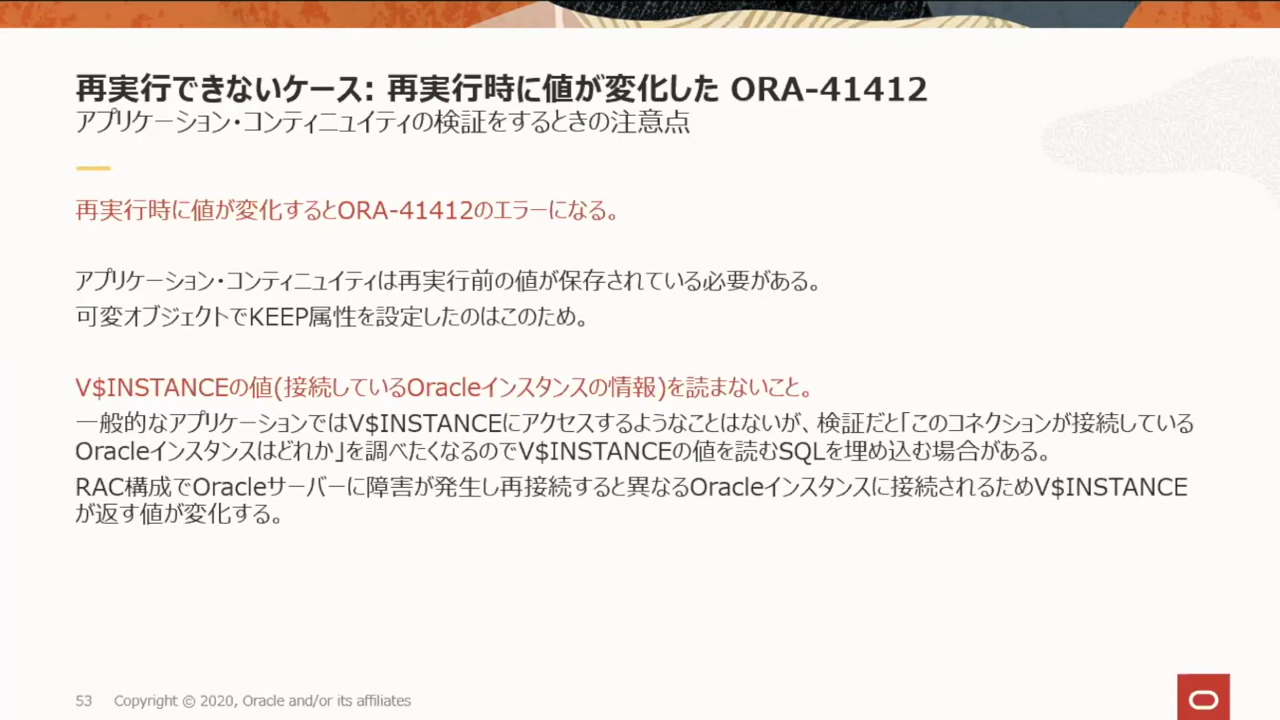 再実行できないケース: 再実行時に値が変化した ORA-41412
アプリケーション・コンティニュイティの検証をするときの注意点
再実行時に値が変化するとORA-41412のエラーになる。
アプリケーション・コンティニュイティは再実行前の値が保存されている必要がある。
可変オブジェクトでKEEP属性を設定したのはこのため。
V$INSTANCEの値(接続しているOracleインスタンスの情報)を読まないこと。
一般的なアプリケーションではV$INSTANCEにアクセスするようなことはないが、検証だと「このコネクションが接続している
Oracleインスタンスはどれか」を調べたくなるのでV$INSTANCEの値を読むSQLを埋め込む場合がある。
RAC構成でOracleサーバーに障害が発生し再接続すると異なるOracleインスタンスに接続されるためV$INSTANCE
が返す値が変化する。
53 Copyright © 2020, Oracle and/or its affiliates